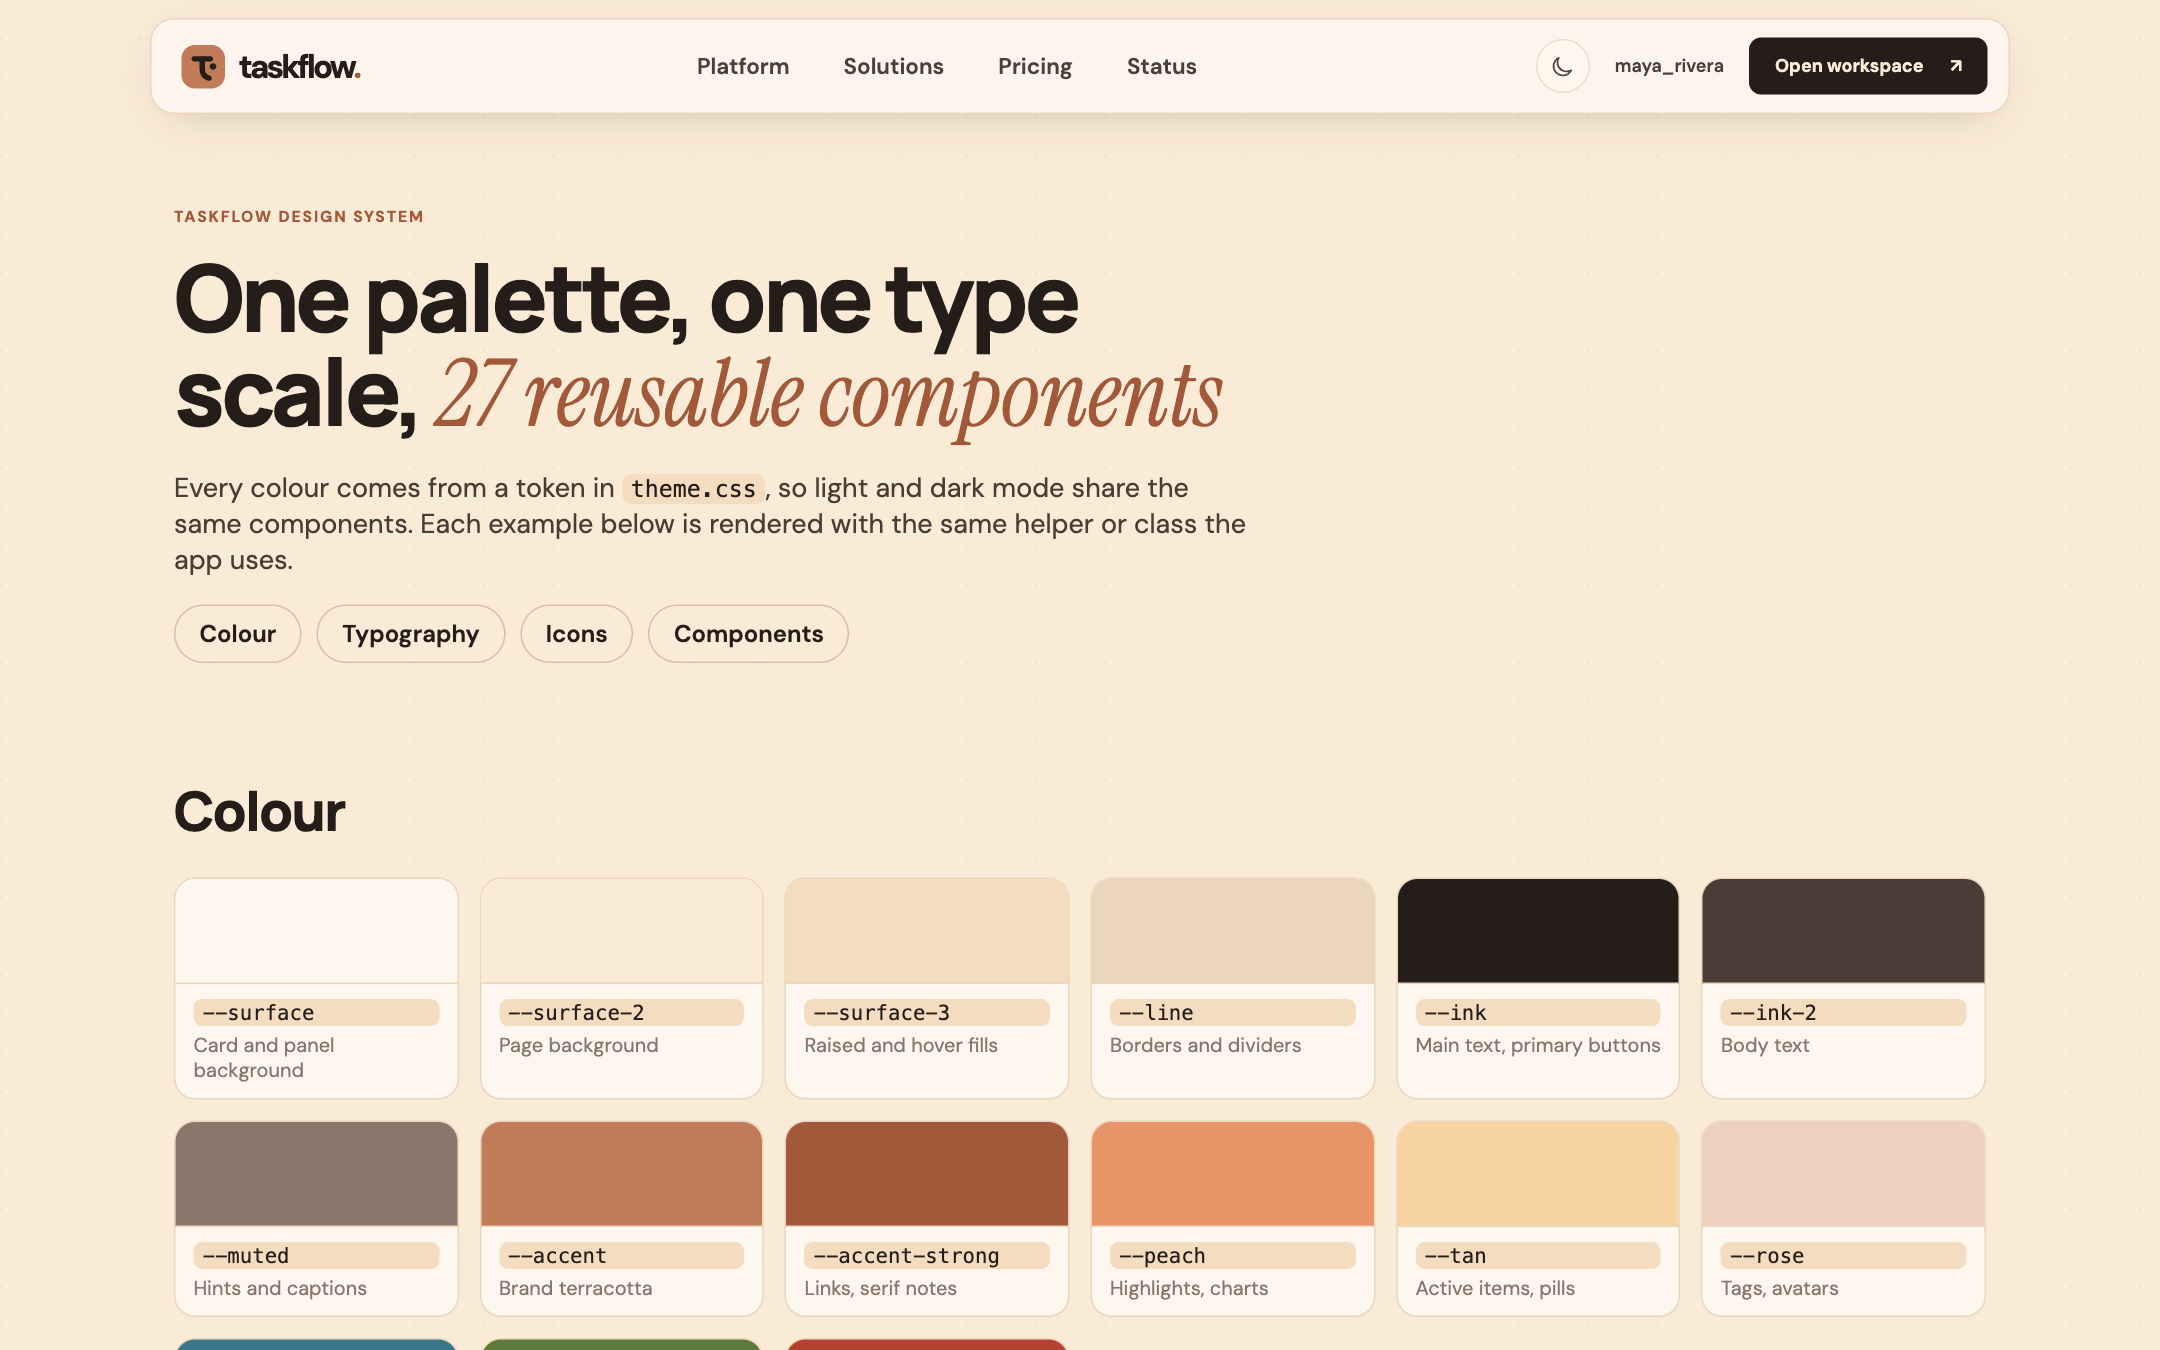 taskflow.
Platform
Solutions
Pricing
Status
maya_rivera
Open workspace
TASKFLOW DESIGN SYSTEM
One palette, one type
scale, 27 reusable components
Every colour comes from a token in theme.css, so light and dark mode share the
same components. Each example below is rendered with the same helper or class the
app uses.
Colour
Typography
Icons
Components
Colour
--surface
Card and panel
background
--surface-2
Page background
--surface-3
Raised and hover fills
--line
Borders and dividers
--ink
Main text, primary buttons
--ink-2
Body text
--muted
Hints and captions
--accent
Brand terracotta
--accent-strong
Links, serif notes
--peach
Highlights, charts
--tan
Active items, pills
--rose
Tags, avatars